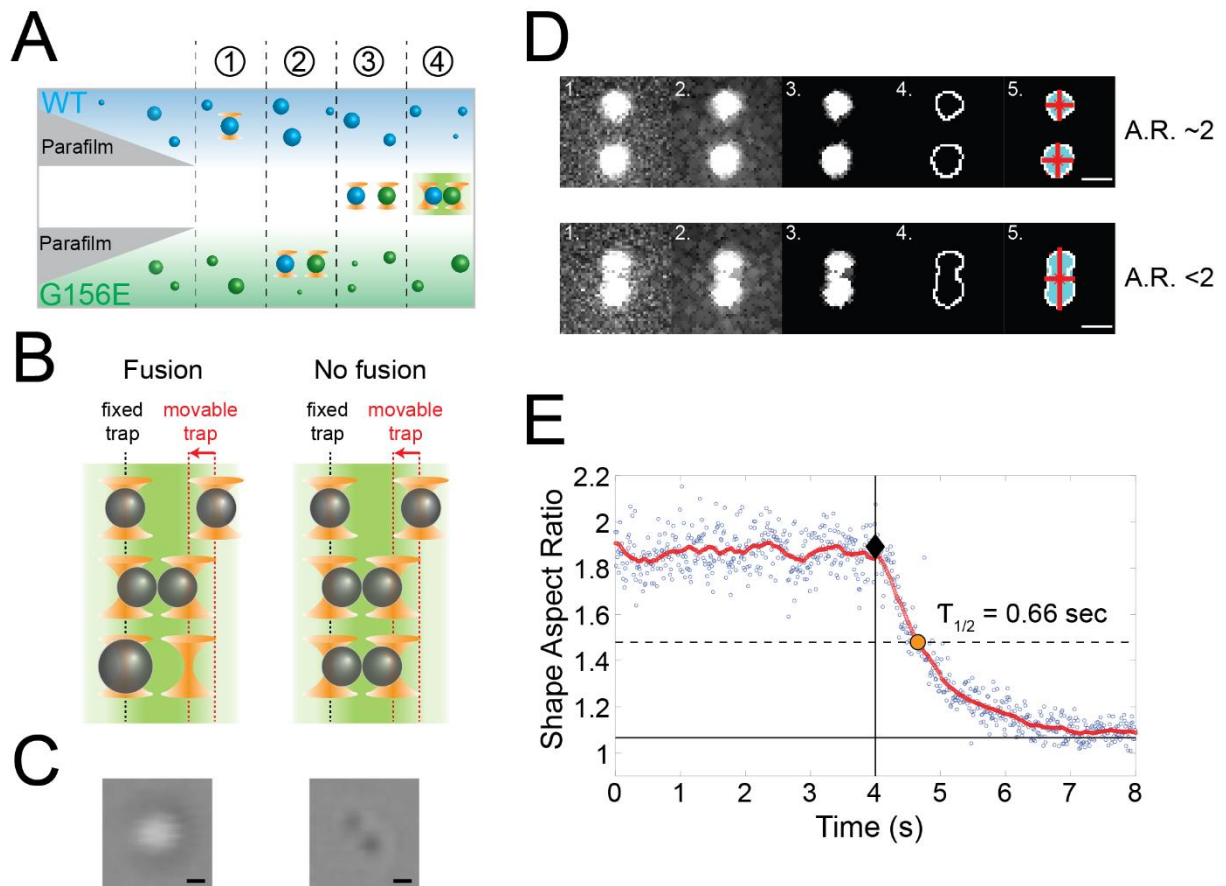 A
① ② ③ ④
WT
Parafilm
Parafilm
G156E
B
Fusion No fusion
fixed trap movable trap fixed trap movable trap
C
D
1. 2. 3. 4. 5.
A.R. ~2
1. 2. 3. 4. 5.
A.R. <2
E
Shape Aspect Ratio
2.2
2
1.8
1.6
1.4
1.2
1
τ1/2 = 0.66 sec
0 1 2 3 4 5 6 7 8
Time (s)